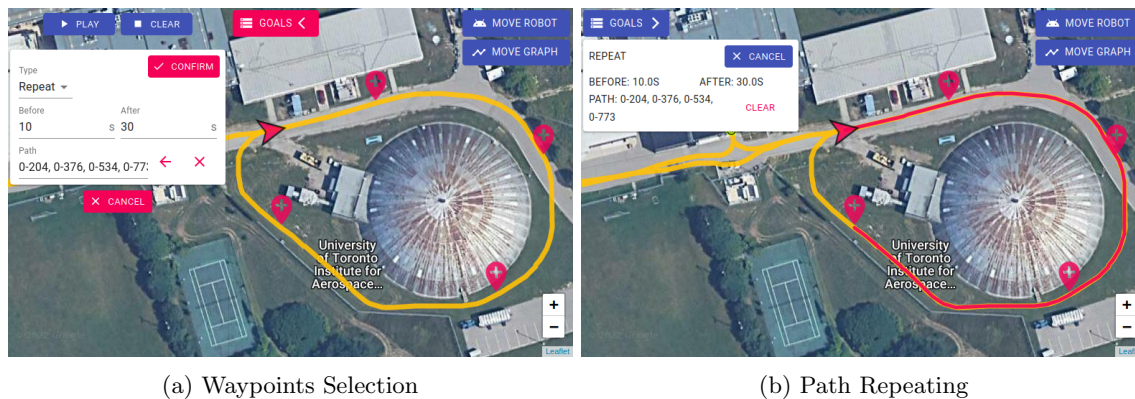 PLAY
CLEAR
GOALS
MOVE ROBOT
MOVE GRAPH
CONFIRM
Type
Repeat
Before
After
10
s
30
s
Path
0-204, 0-376, 0-534, 0-773
CANCEL
University
of Toronto
Institute for
Aerospace...
+
−
Leaflet
(a) Waypoints Selection
GOALS
MOVE ROBOT
MOVE GRAPH
REPEAT
CANCEL
BEFORE: 10.0S
AFTER: 30.0S
PATH: 0-204, 0-376, 0-534,
0-773
CLEAR
University
of Toronto
Institute for
Aerospace...
+
−
Leaflet
(b) Path Repeating